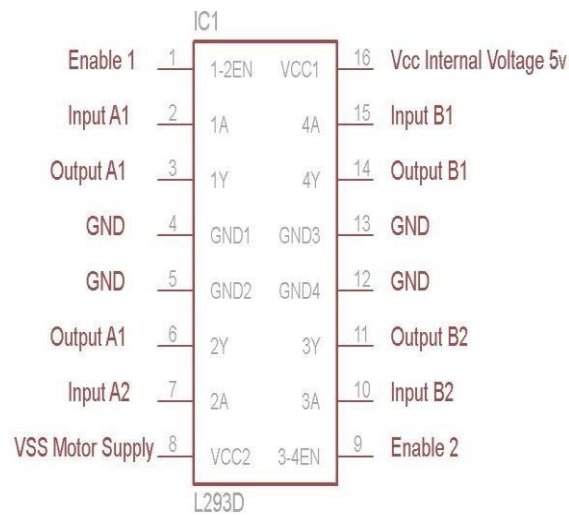 IC1
Enable 1 1 1-2EN VCC1 16 Vcc Internal Voltage 5v
Input A1 2 1A 4A 15 Input B1
Output A1 3 1Y 4Y 14 Output B1
GND 4 GND1 GND3 13 GND
GND 5 GND2 GND4 12 GND
Output A1 6 2Y 3Y 11 Output B2
Input A2 7 2A 3A 10 Input B2
VSS Motor Supply 8 VCC2 3-4EN 9 Enable 2
L293D